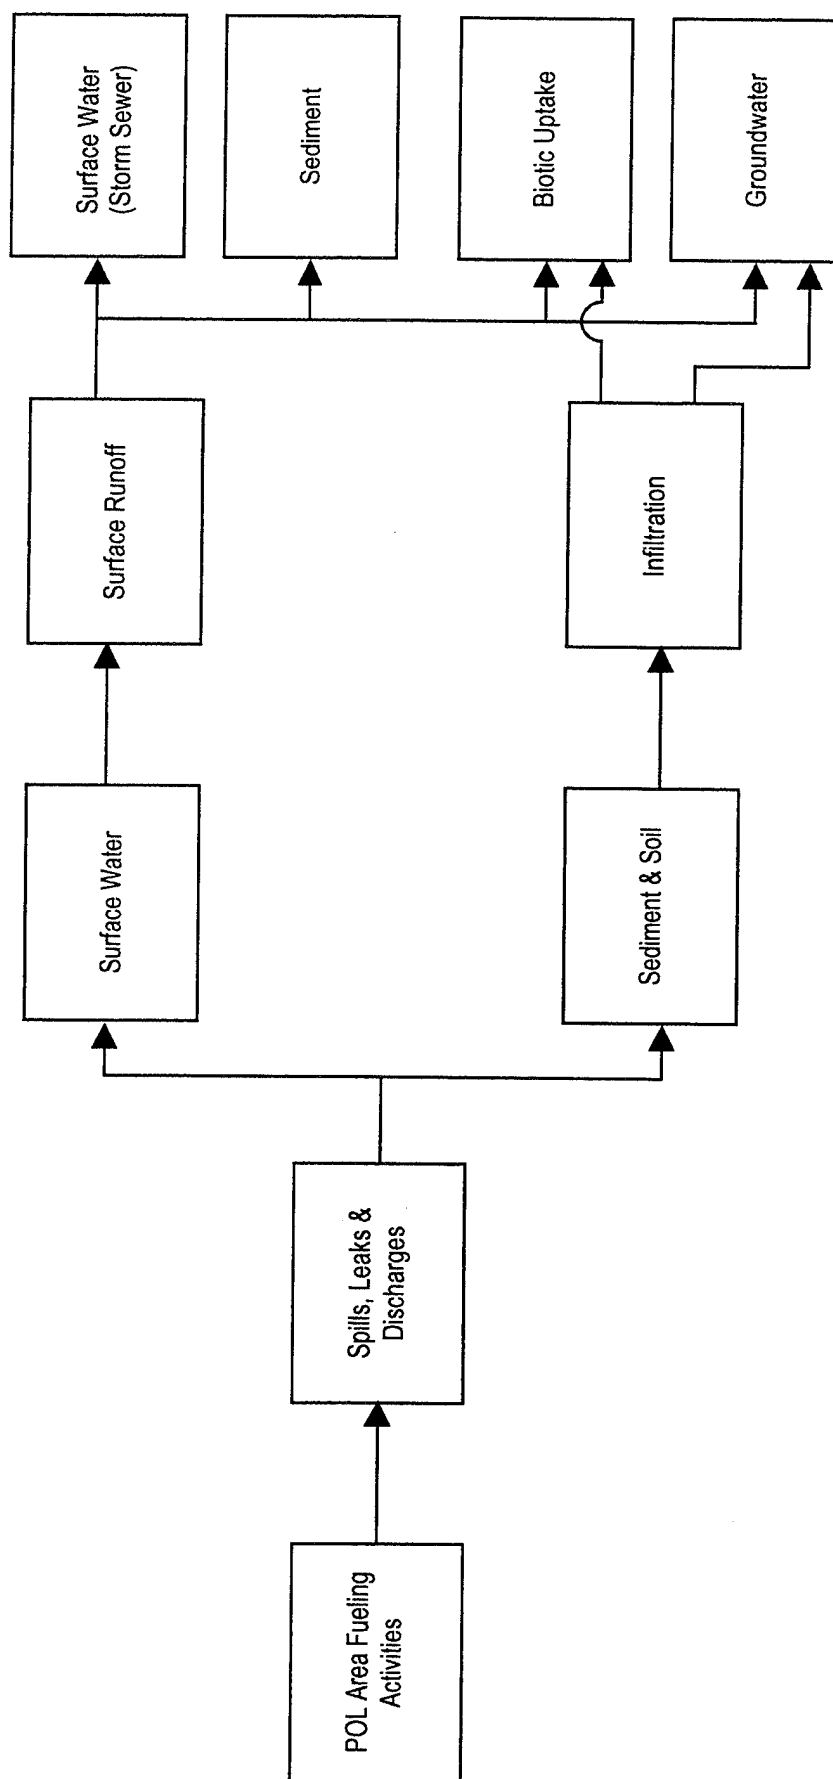 POL Area Fueling
Activities
Spills, Leaks &
Discharges
Surface Water
Sediment & Soil
Surface Runoff
Infiltration
Surface Water
(Storm Sewer)
Sediment
Biotic Uptake
Groundwater